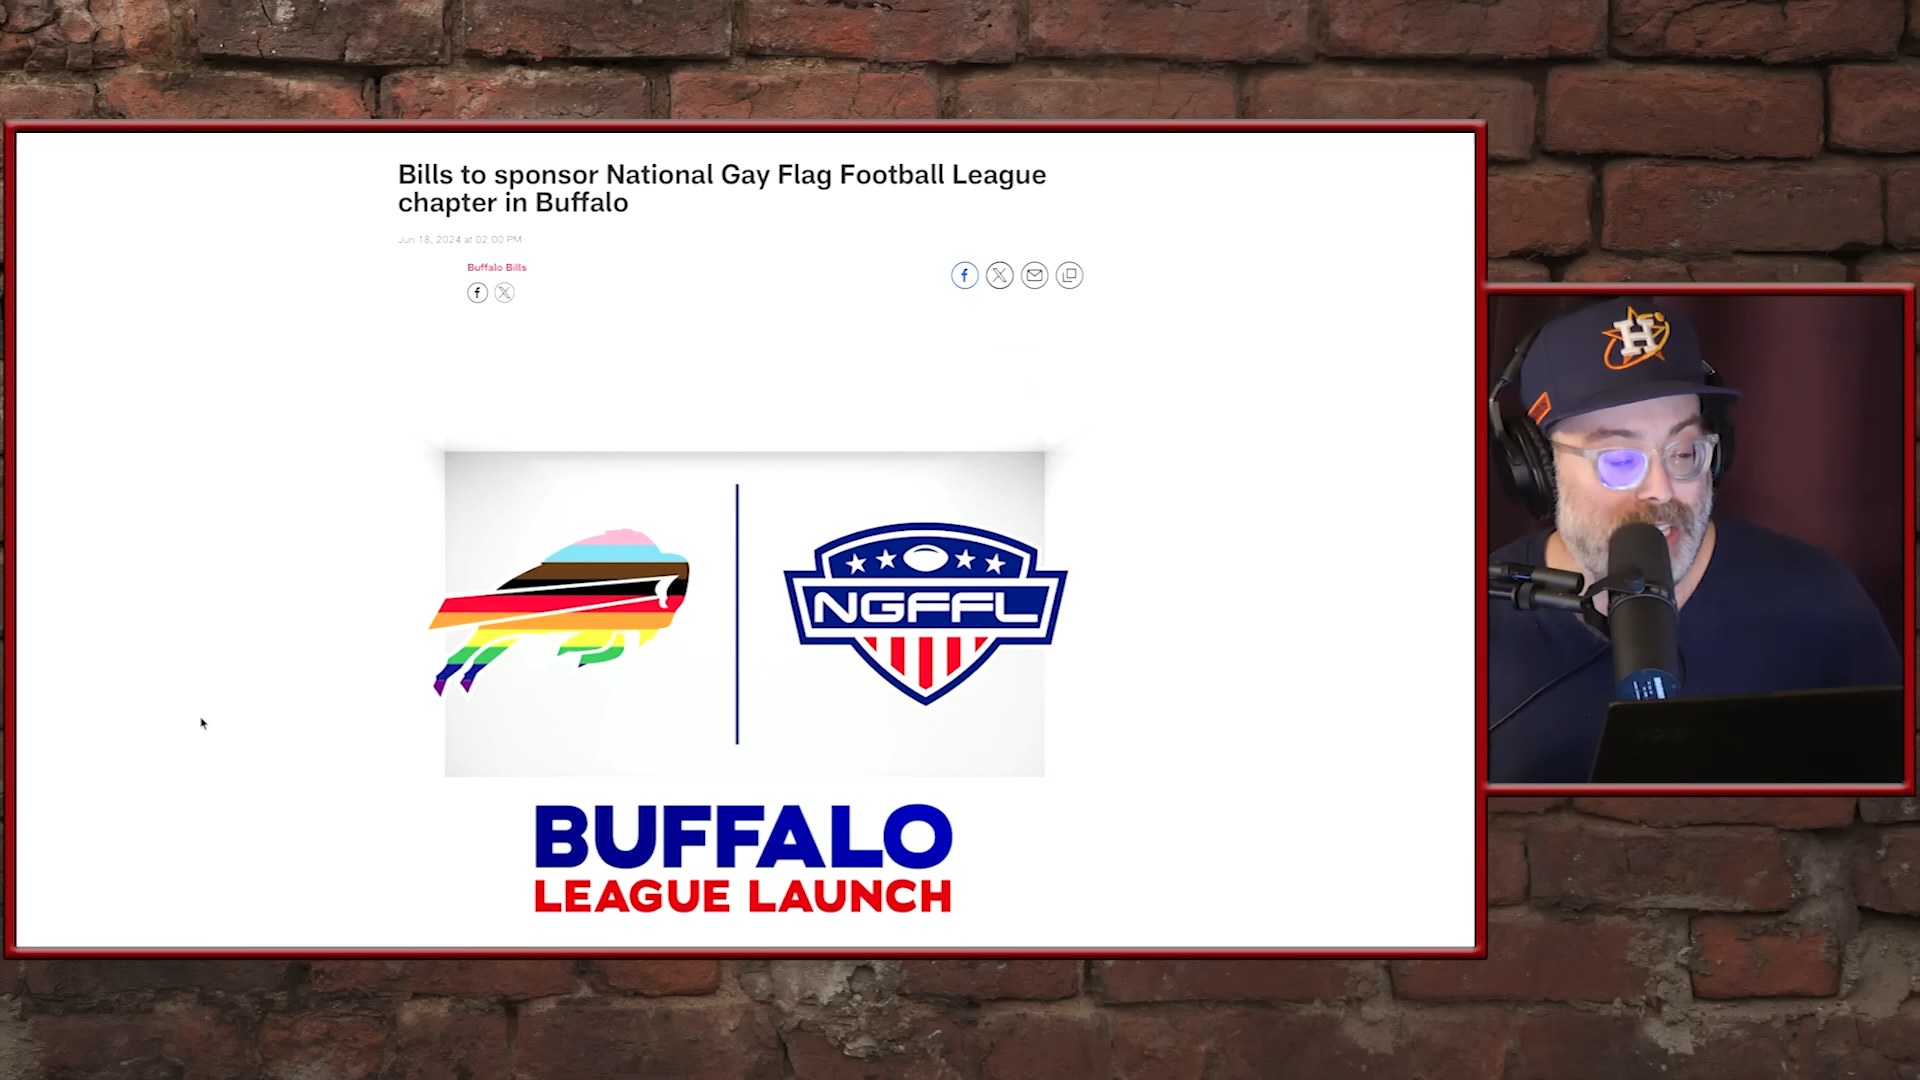 Bills to sponsor National Gay Flag Football League
chapter in Buffalo
Jun 18, 2024 at 02:00 PM
Buffalo Bills
NGFFL
BUFFALO
LEAGUE LAUNCH
H